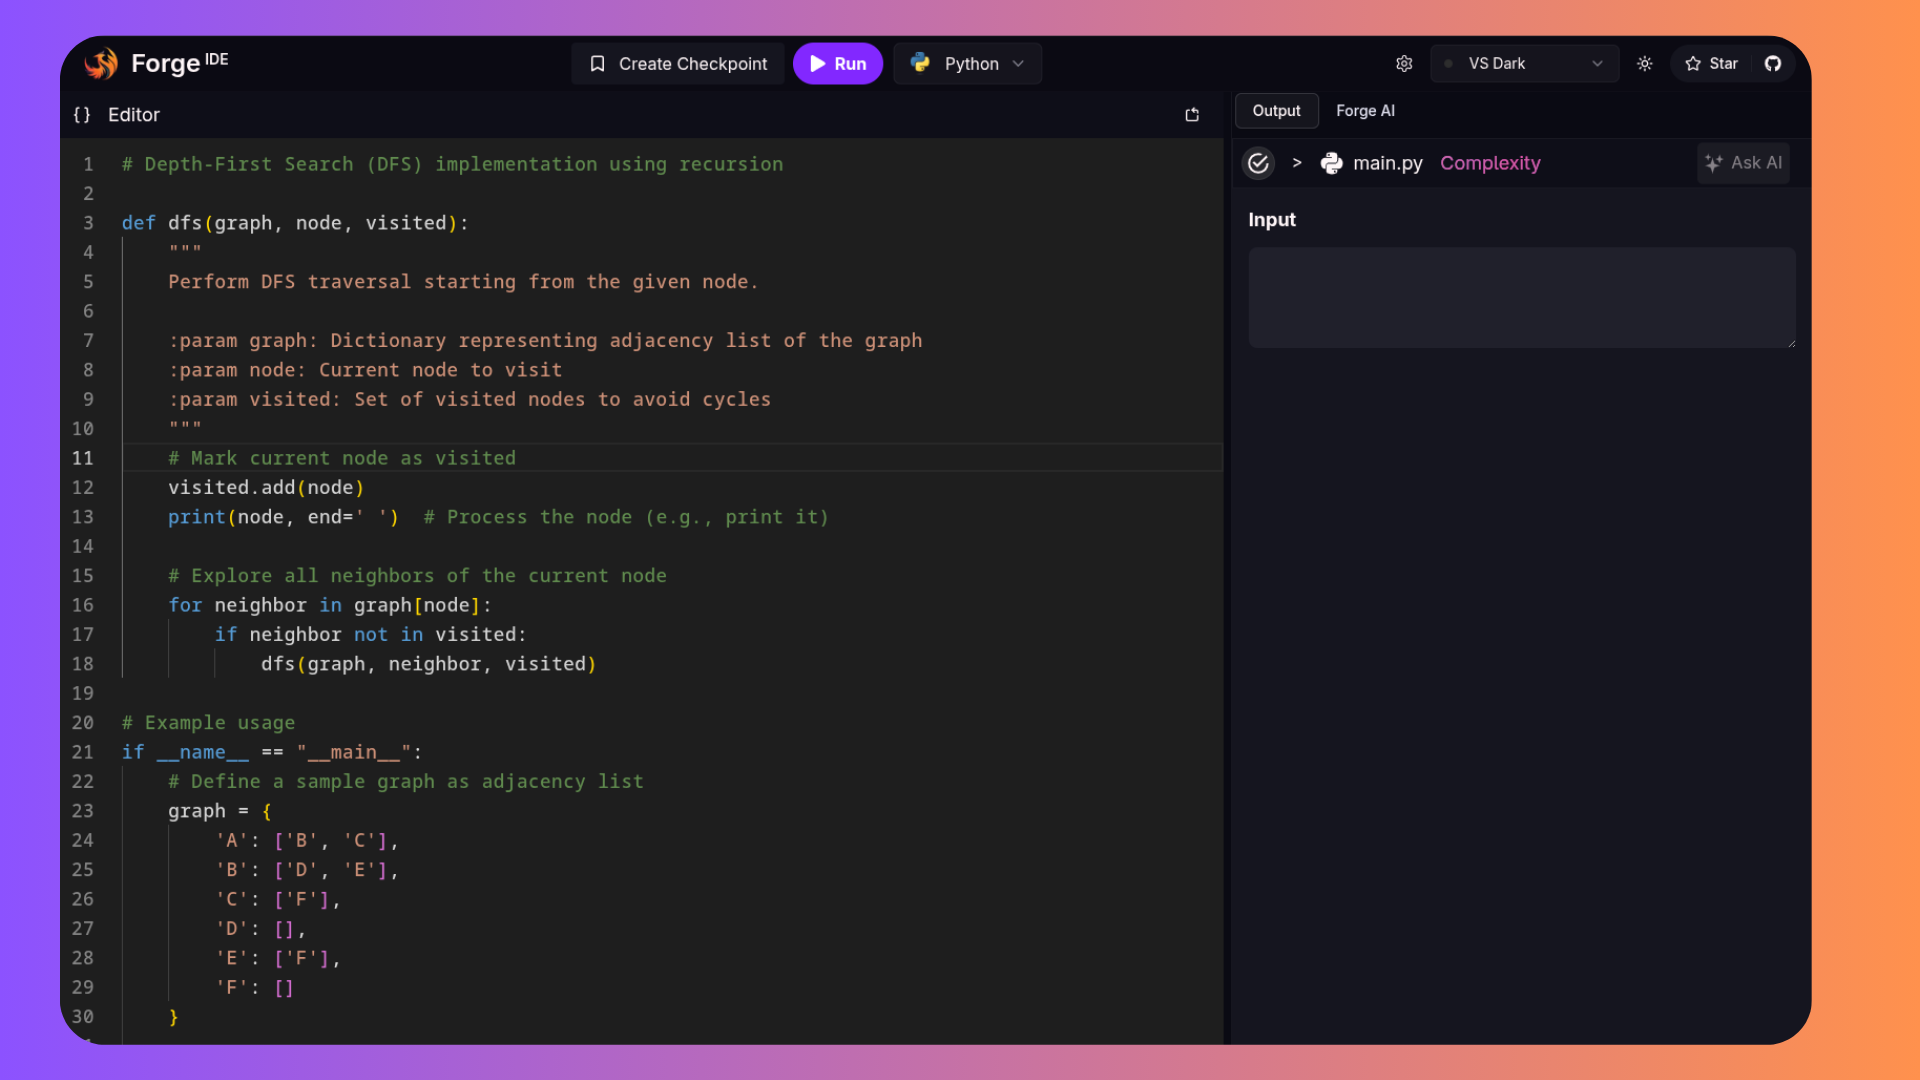 Forge IDE
Create Checkpoint
Run
Python
VS Dark
Star
{} Editor
Output
Forge AI
> main.py Complexity
Ask AI
Input
1 # Depth-First Search (DFS) implementation using recursion
2
3 def dfs(graph, node, visited):
4     """
5     Perform DFS traversal starting from the given node.
6
7     :param graph: Dictionary representing adjacency list of the graph
8     :param node: Current node to visit
9     :param visited: Set of visited nodes to avoid cycles
10     """
11     # Mark current node as visited
12     visited.add(node)
13     print(node, end=' ')  # Process the node (e.g., print it)
14
15     # Explore all neighbors of the current node
16     for neighbor in graph[node]:
17         if neighbor not in visited:
18             dfs(graph, neighbor, visited)
19
20 # Example usage
21 if __name__ == "__main__":
22     # Define a sample graph as adjacency list
23     graph = {
24         'A': ['B', 'C'],
25         'B': ['D', 'E'],
26         'C': ['F'],
27         'D': [],
28         'E': ['F'],
29         'F': []
30     }